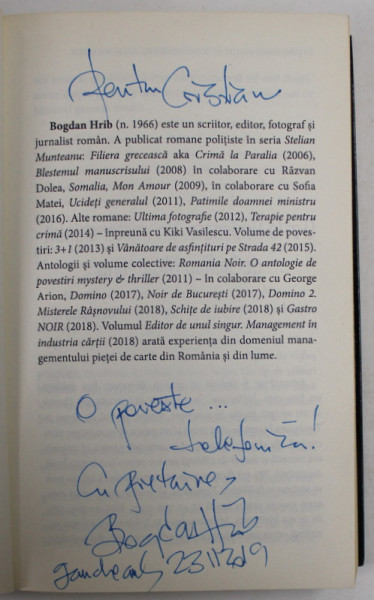 Pentru Cristian
Bogdan Hrib (n. 1966) este un scriitor, editor, fotograf și
jurnalist român. A publicat romane polițiste în seria Stelian
Munteanu: Filiera grecească aka Crimă la Paralia (2006),
Blestemul manuscrisului (2008) în colaborare cu Răzvan
Dolea, Somalia, Mon Amour (2009), în colaborare cu Sofia
Matei, Ucideți generalul (2011), Patimile doamnei ministru
(2016). Alte romane: Ultima fotografie (2012), Terapie pentru
crimă (2014) – înpreună cu Kiki Vasilescu. Volume de poves-
tiri: 3+1 (2013) și Vânătoare de asfințituri pe Strada 42 (2015).
Antologii și volume colective: Romania Noir. O antologie de
povestiri mystery & thriller (2011) – în colaborare cu George
Arion, Domino (2017), Noir de București (2017), Domino 2.
Misterele Râșnovului (2018), Schițe de iubire (2018) și Gastro
NOIR (2018). Volumul Editor de unul singur. Management în
industria cărții (2018) arată experiența din domeniul mana-
gementului pieței de carte din România și din lume.
O poveste ...
telefonică!
Cu prietenie,
Bogdan Hrib
Gaudeamus 23112019